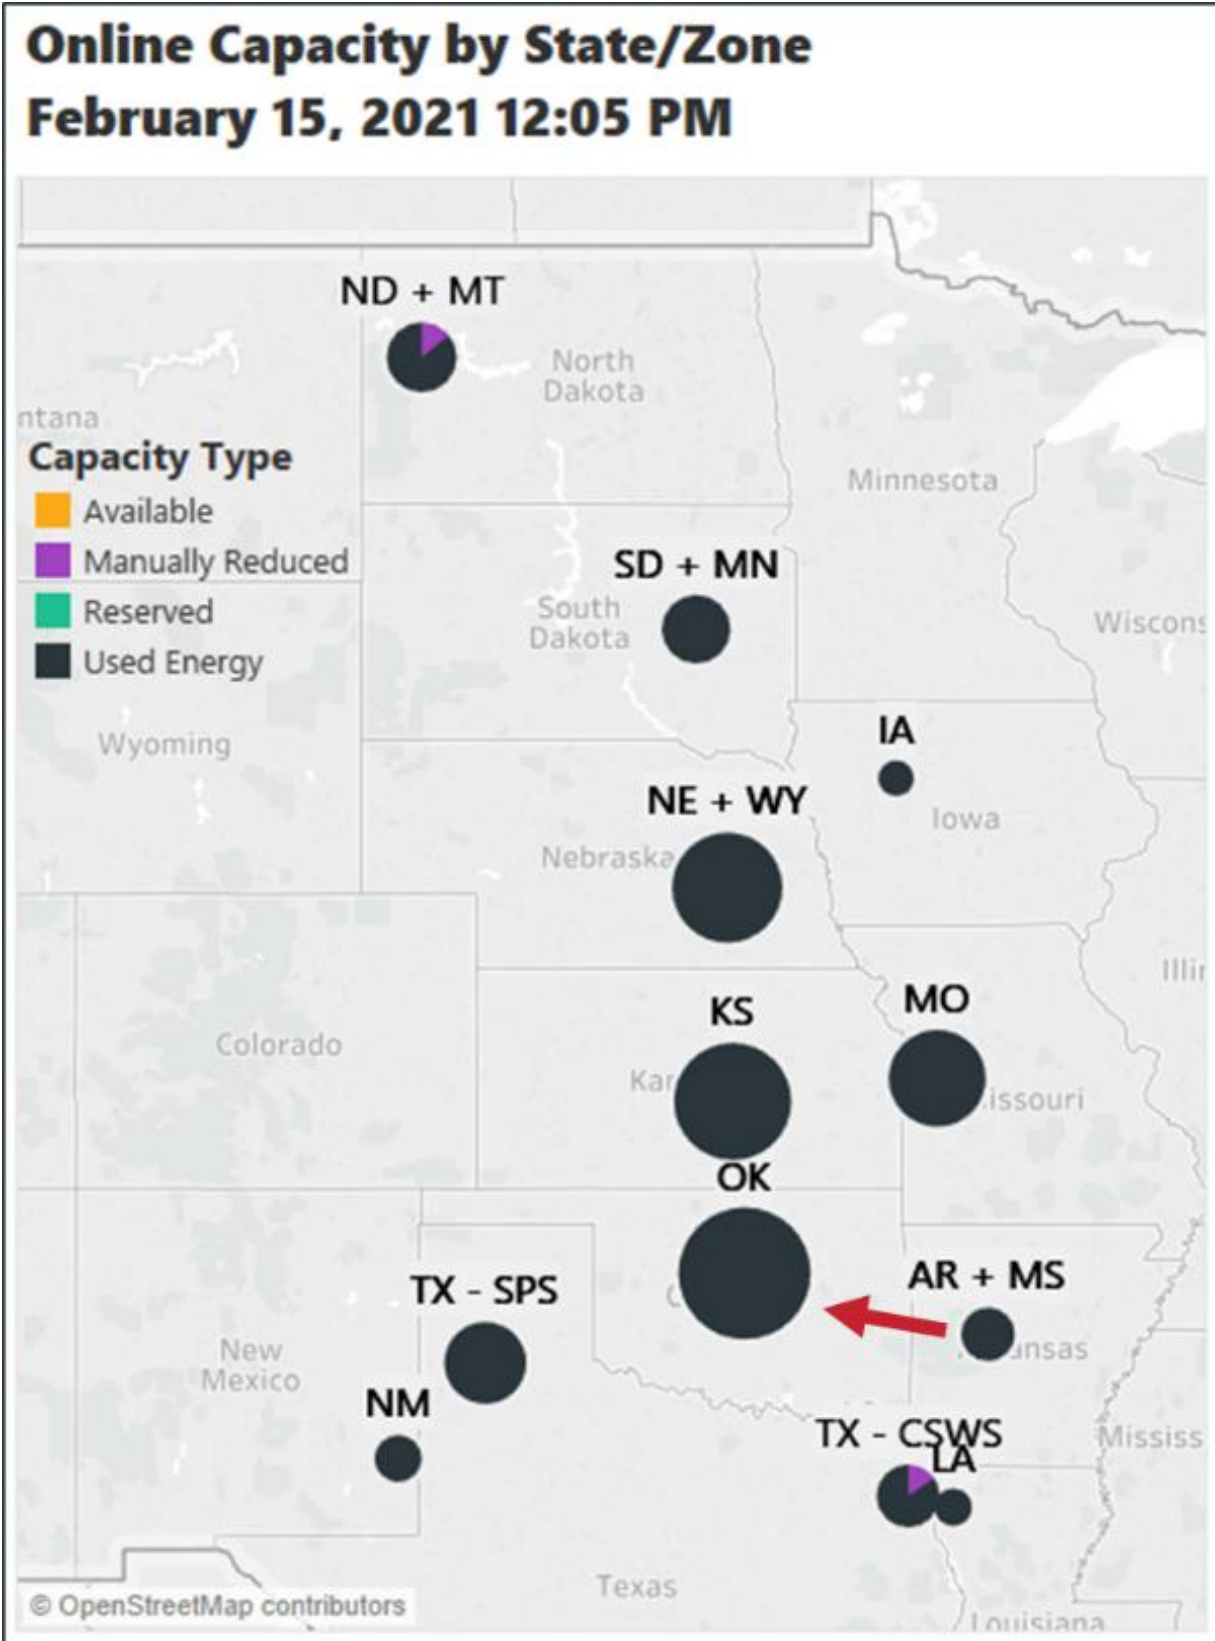 Online Capacity by State/Zone
February 15, 2021 12:05 PM
ND + MT
North
Dakota
ntana
Capacity Type
Available
Manually Reduced
Reserved
Used Energy
Minnesota
SD + MN
South
Dakota
Wiscons
Wyoming
IA
Iowa
NE + WY
Nebraska
Illin
KS
MO
Colorado
Kan
issouri
OK
TX - SPS
AR + MS
ansas
New
Mexico
NM
TX - CSWS
LA
Mississ
Texas
© OpenStreetMap contributors
Louisiana